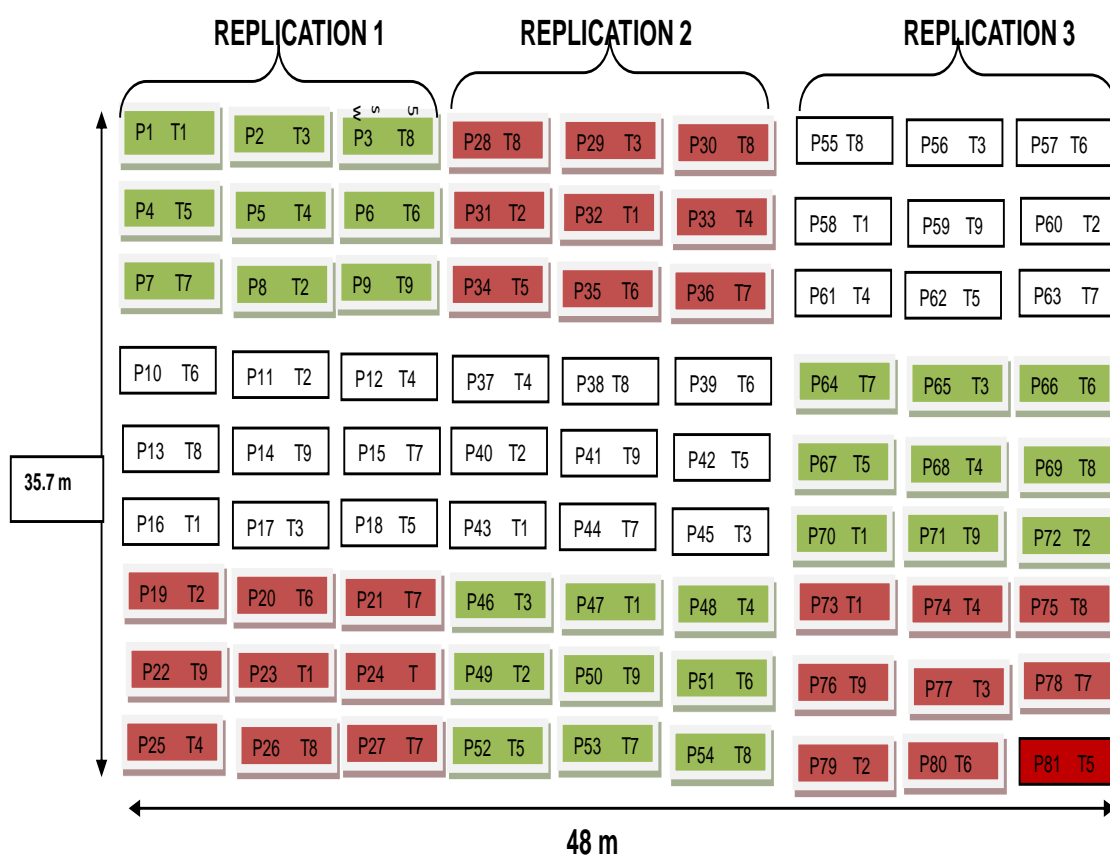 REPLICATION 1 REPLICATION 2 REPLICATION 3
w s 5
P1 T1 P2 T3 P3 T8 P28 T8 P29 T3 P30 T8 P55 T8 P56 T3 P57 T6
P4 T5 P5 T4 P6 T6 P31 T2 P32 T1 P33 T4 P58 T1 P59 T9 P60 T2
P7 T7 P8 T2 P9 T9 P34 T5 P35 T6 P36 T7 P61 T4 P62 T5 P63 T7
P10 T6 P11 T2 P12 T4 P37 T4 P38 T8 P39 T6 P64 T7 P65 T3 P66 T6
P13 T8 P14 T9 P15 T7 P40 T2 P41 T9 P42 T5 P67 T5 P68 T4 P69 T8
35.7 m
P16 T1 P17 T3 P18 T5 P43 T1 P44 T7 P45 T3 P70 T1 P71 T9 P72 T2
P19 T2 P20 T6 P21 T7 P46 T3 P47 T1 P48 T4 P73 T1 P74 T4 P75 T8
P22 T9 P23 T1 P24 T P49 T2 P50 T9 P51 T6 P76 T9 P77 T3 P78 T7
P25 T4 P26 T8 P27 T7 P52 T5 P53 T7 P54 T8 P79 T2 P80 T6 P81 T5
48 m